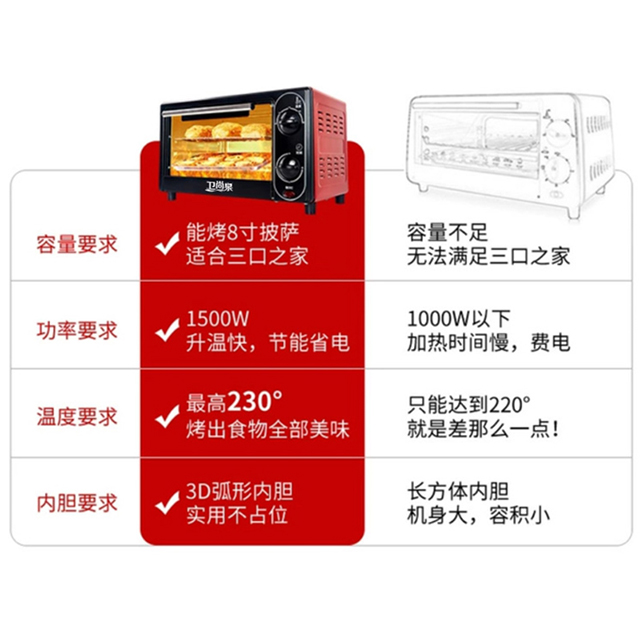 卫尚泉
容量要求
能烤8寸披萨
适合三口之家
容量不足
无法满足三口之家
功率要求
1500W
升温快，节能省电
1000W以下
加热时间慢，费电
温度要求
最高230°
烤出食物全部美味
只能达到220°
就是差那么一点！
内胆要求
3D弧形内胆
实用不占位
长方体内胆
机身大，容积小